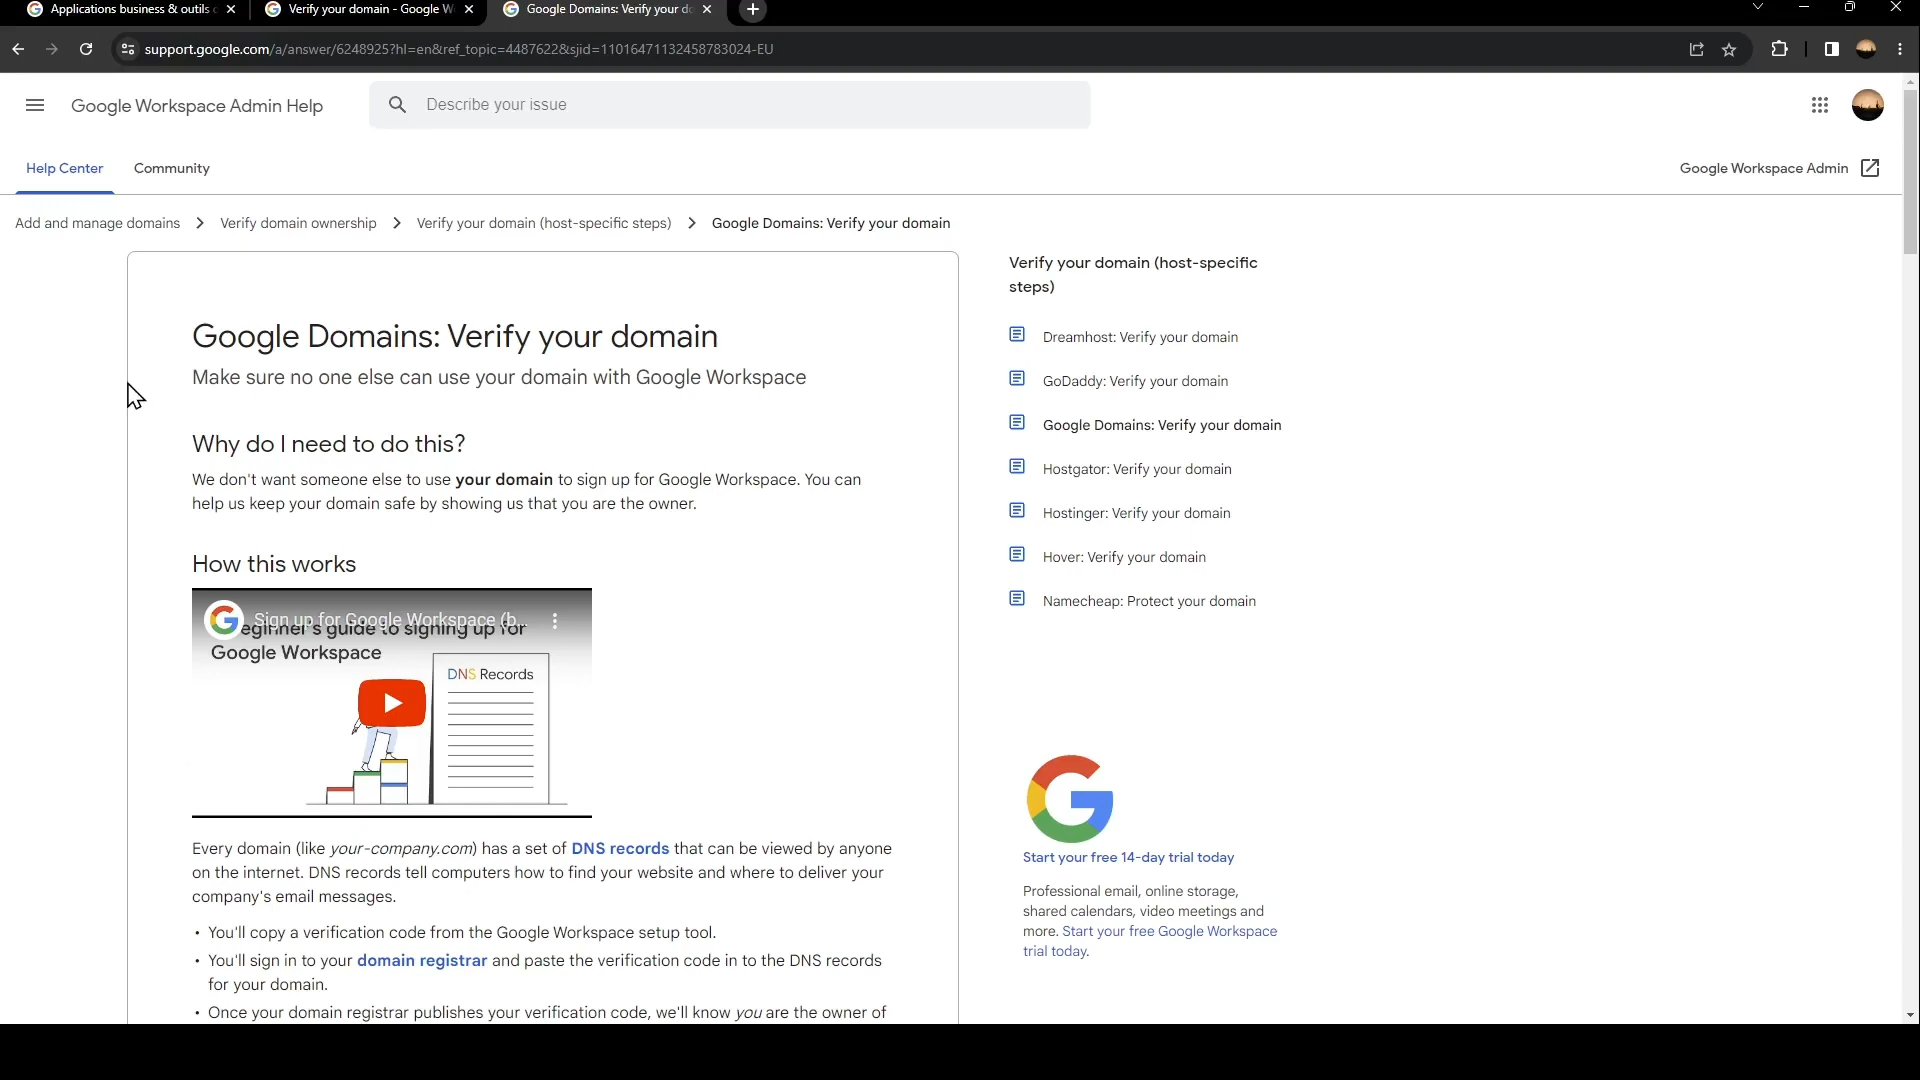 Applications business & outils
Verify your domain - Google W
Google Domains: Verify your do
support.google.com/a/answer/6248925?hl=en&ref_topic=4487622&sjid=11016471132458783024-EU
Google Workspace Admin Help
Describe your issue
Help Center
Community
Google Workspace Admin
Add and manage domains
Verify domain ownership
Verify your domain (host-specific steps)
Google Domains: Verify your domain
Google Domains: Verify your domain
Make sure no one else can use your domain with Google Workspace
Why do I need to do this?
We don't want someone else to use your domain to sign up for Google Workspace. You can
help us keep your domain safe by showing us that you are the owner.
How this works
Sign up for Google Workspace (b...
eginner's guide to signing up for
Google Workspace
DNS Records
Every domain (like your-company.com) has a set of DNS records that can be viewed by anyone
on the internet. DNS records tell computers how to find your website and where to deliver your
company's email messages.
• You'll copy a verification code from the Google Workspace setup tool.
• You'll sign in to your domain registrar and paste the verification code in to the DNS records
for your domain.
• Once your domain registrar publishes your verification code, we'll know you are the owner of
Verify your domain (host-specific
steps)
Dreamhost: Verify your domain
GoDaddy: Verify your domain
Google Domains: Verify your domain
Hostgator: Verify your domain
Hostinger: Verify your domain
Hover: Verify your domain
Namecheap: Protect your domain
Start your free 14-day trial today
Professional email, online storage,
shared calendars, video meetings and
more. Start your free Google Workspace
trial today.